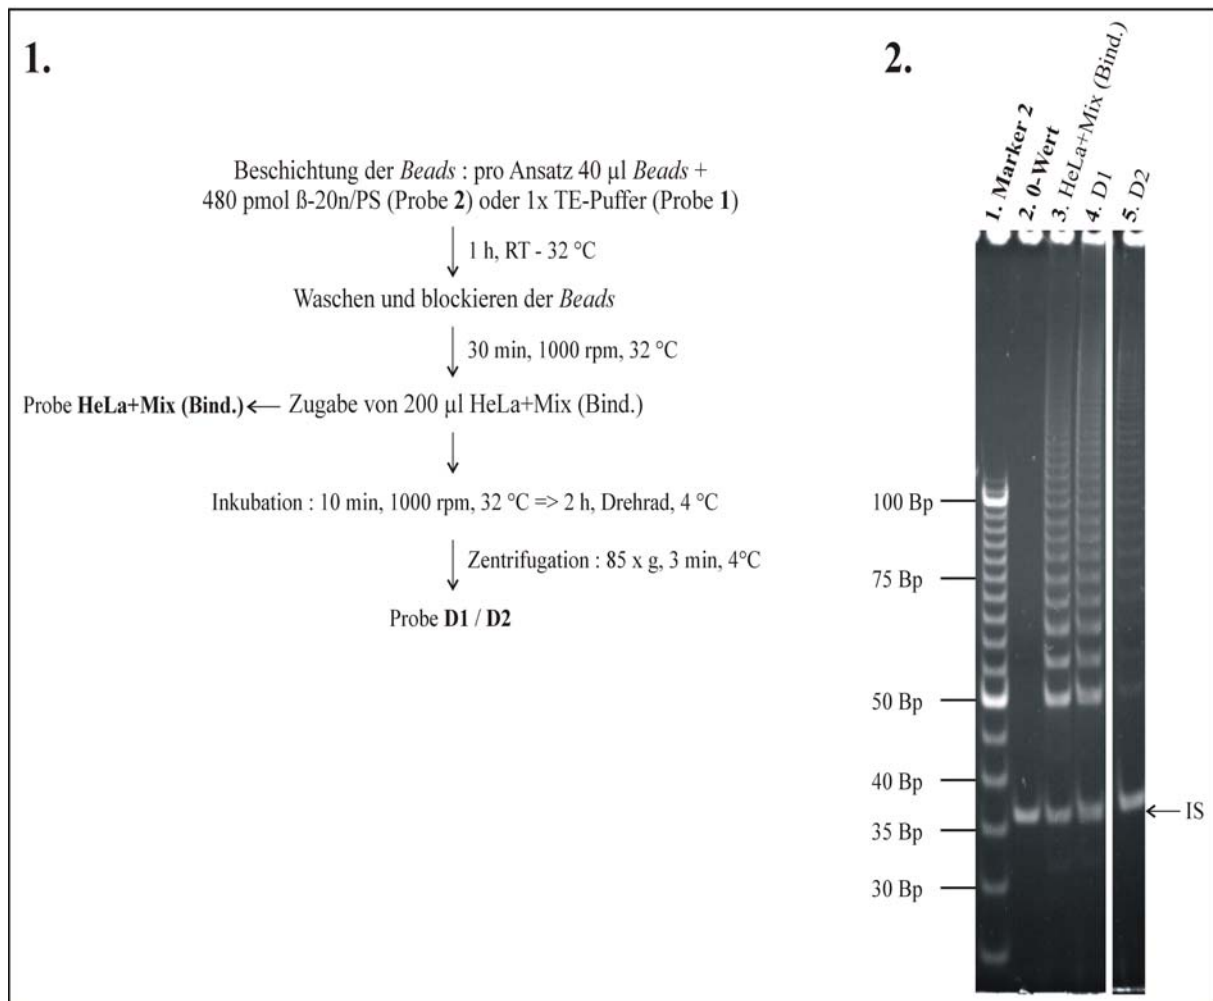 1.
Beschichtung der Beads : pro Ansatz 40 µl Beads +
480 pmol ß-20n/PS (Probe 2) oder 1x TE-Puffer (Probe 1)
1 h, RT - 32 °C
Waschen und blockieren der Beads
30 min, 1000 rpm, 32 °C
Probe HeLa+Mix (Bind.) ← Zugabe von 200 µl HeLa+Mix (Bind.)
Inkubation : 10 min, 1000 rpm, 32 °C => 2 h, Drehrad, 4 °C
Zentrifugation : 85 x g, 3 min, 4°C
Probe D1 / D2
2.
1. Marker 2
2. 0-Wert
3. HeLa+Mix (Bind.)
4. D1
5. D2
100 Bp
75 Bp
50 Bp
40 Bp
35 Bp
30 Bp
IS